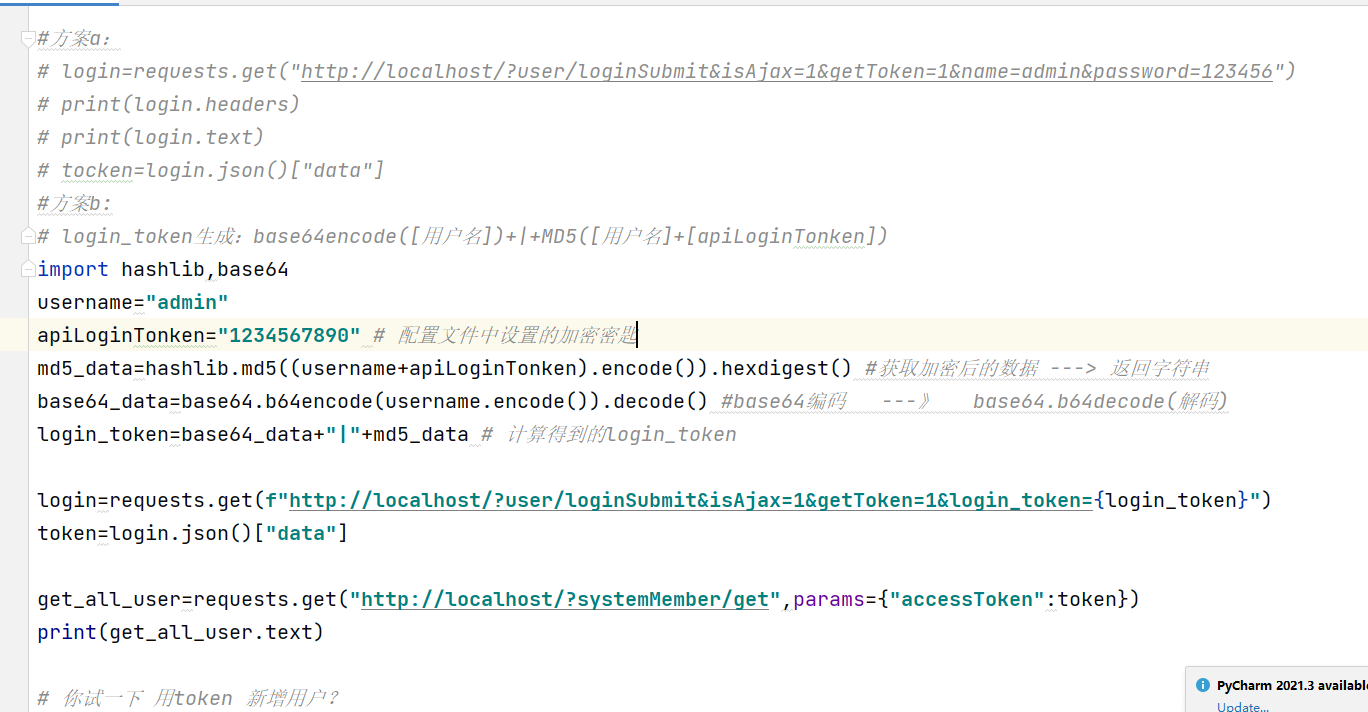 #方案a:
# login=requests.get("http://localhost/?user/loginSubmit&isAjax=1&getToken=1&name=admin&password=123456")
# print(login.headers)
# print(login.text)
# tocken=login.json()["data"]
#方案b:
# login_token生成：base64encode([用户名])+|+MD5([用户名]+[apiLoginTonken])
import hashlib,base64
username="admin"
apiLoginTonken="1234567890" # 配置文件中设置的加密密匙
md5_data=hashlib.md5((username+apiLoginTonken).encode()).hexdigest() #获取加密后的数据 ---> 返回字符串
base64_data=base64.b64encode(username.encode()).decode() #base64编码   ---》   base64.b64decode(解码)
login_token=base64_data+"|"+md5_data # 计算得到的login_token
login=requests.get(f"http://localhost/?user/loginSubmit&isAjax=1&getToken=1&login_token={login_token}")
token=login.json()["data"]
get_all_user=requests.get("http://localhost/?systemMember/get",params={"accessToken":token})
print(get_all_user.text)
# 你试一下 用token 新增用户？
PyCharm 2021.3 available
Update...